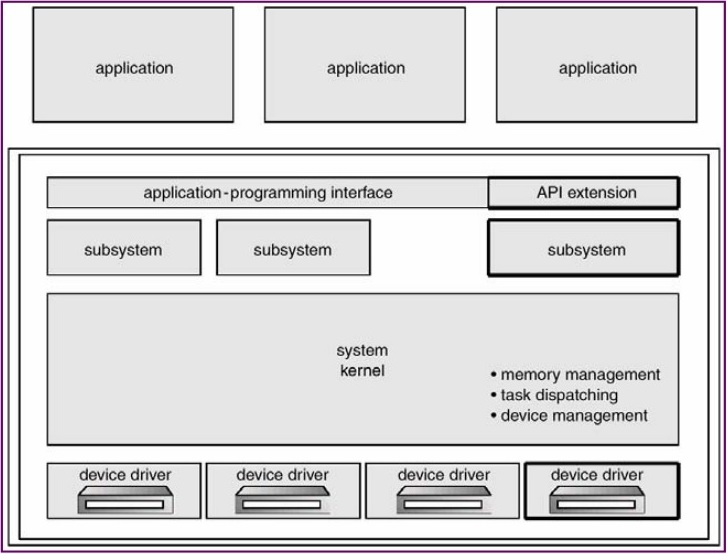 application
application
application
application-programming interface
API extension
subsystem
subsystem
subsystem
system
kernel
• memory management
• task dispatching
• device management
device driver
device driver
device driver
device driver